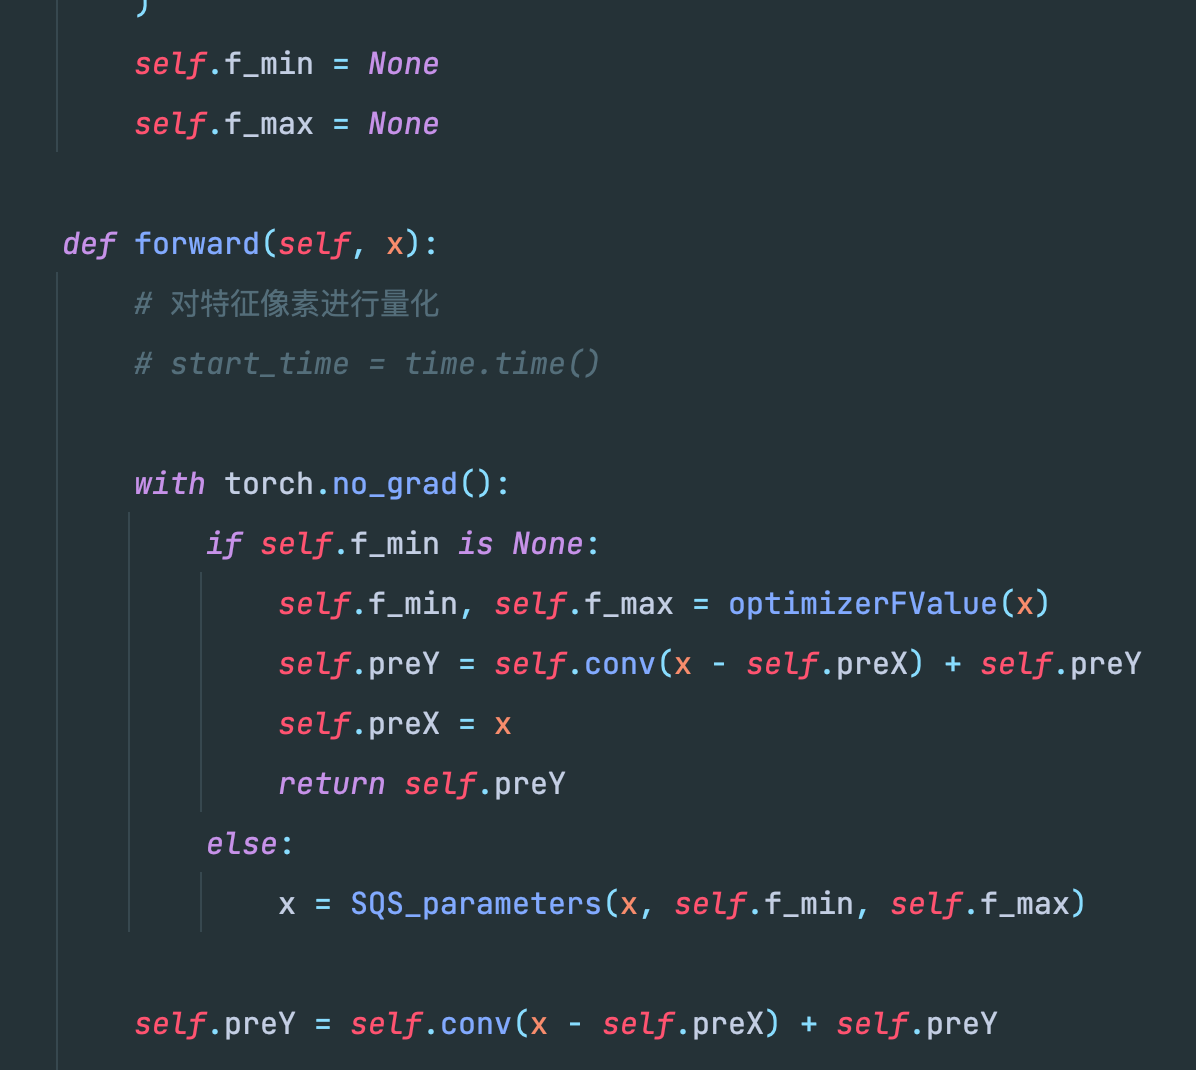 )
self.f_min = None
self.f_max = None
def forward(self, x):
# 对特征像素进行量化
# start_time = time.time()
with torch.no_grad():
if self.f_min is None:
self.f_min, self.f_max = optimizerFValue(x)
self.preY = self.conv(x - self.preX) + self.preY
self.preX = x
return self.preY
else:
x = SQS_parameters(x, self.f_min, self.f_max)
self.preY = self.conv(x - self.preX) + self.preY